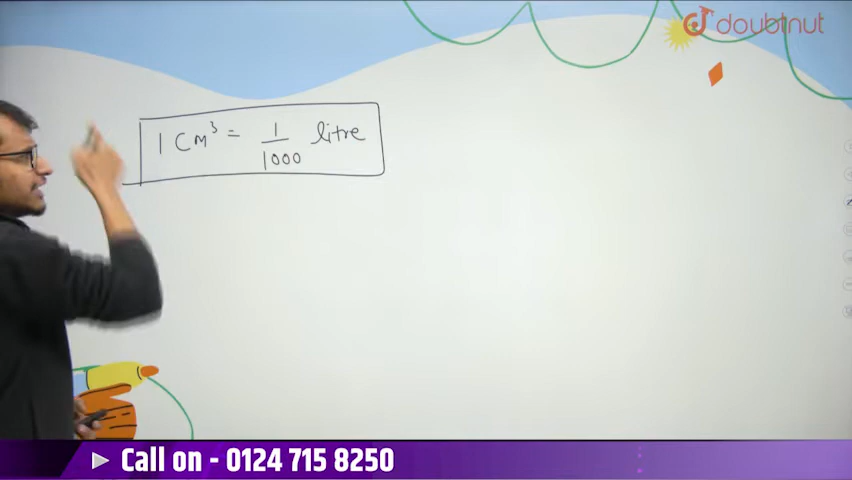 doubtnut
1 Cm³ = 1/1000 litre
Call on - 0124 715 8250